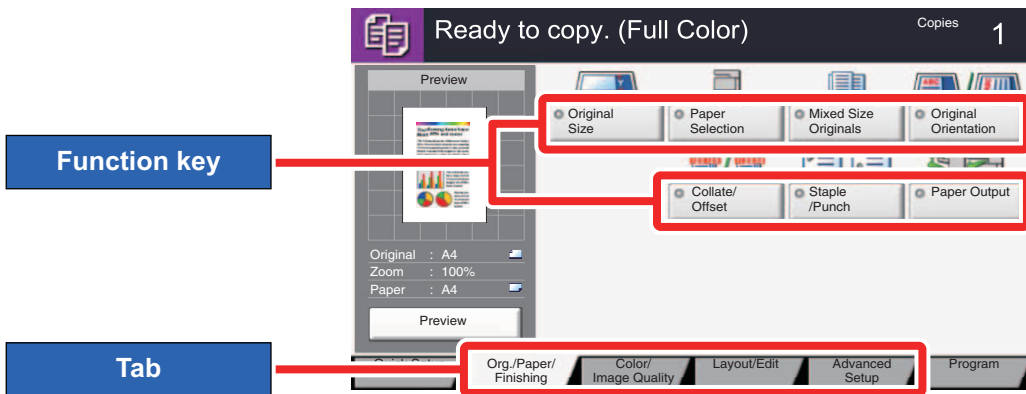 Ready to copy. (Full Color)
Copies
1
Preview
Original
Size
Paper
Selection
Mixed Size
Originals
Original
Orientation
Function key
Collate/
Offset
Staple
/Punch
Paper Output
Original : A4
Zoom : 100%
Paper : A4
Preview
Tab
Org./Paper/
Finishing
Color/
Image Quality
Layout/Edit
Advanced
Setup
Program